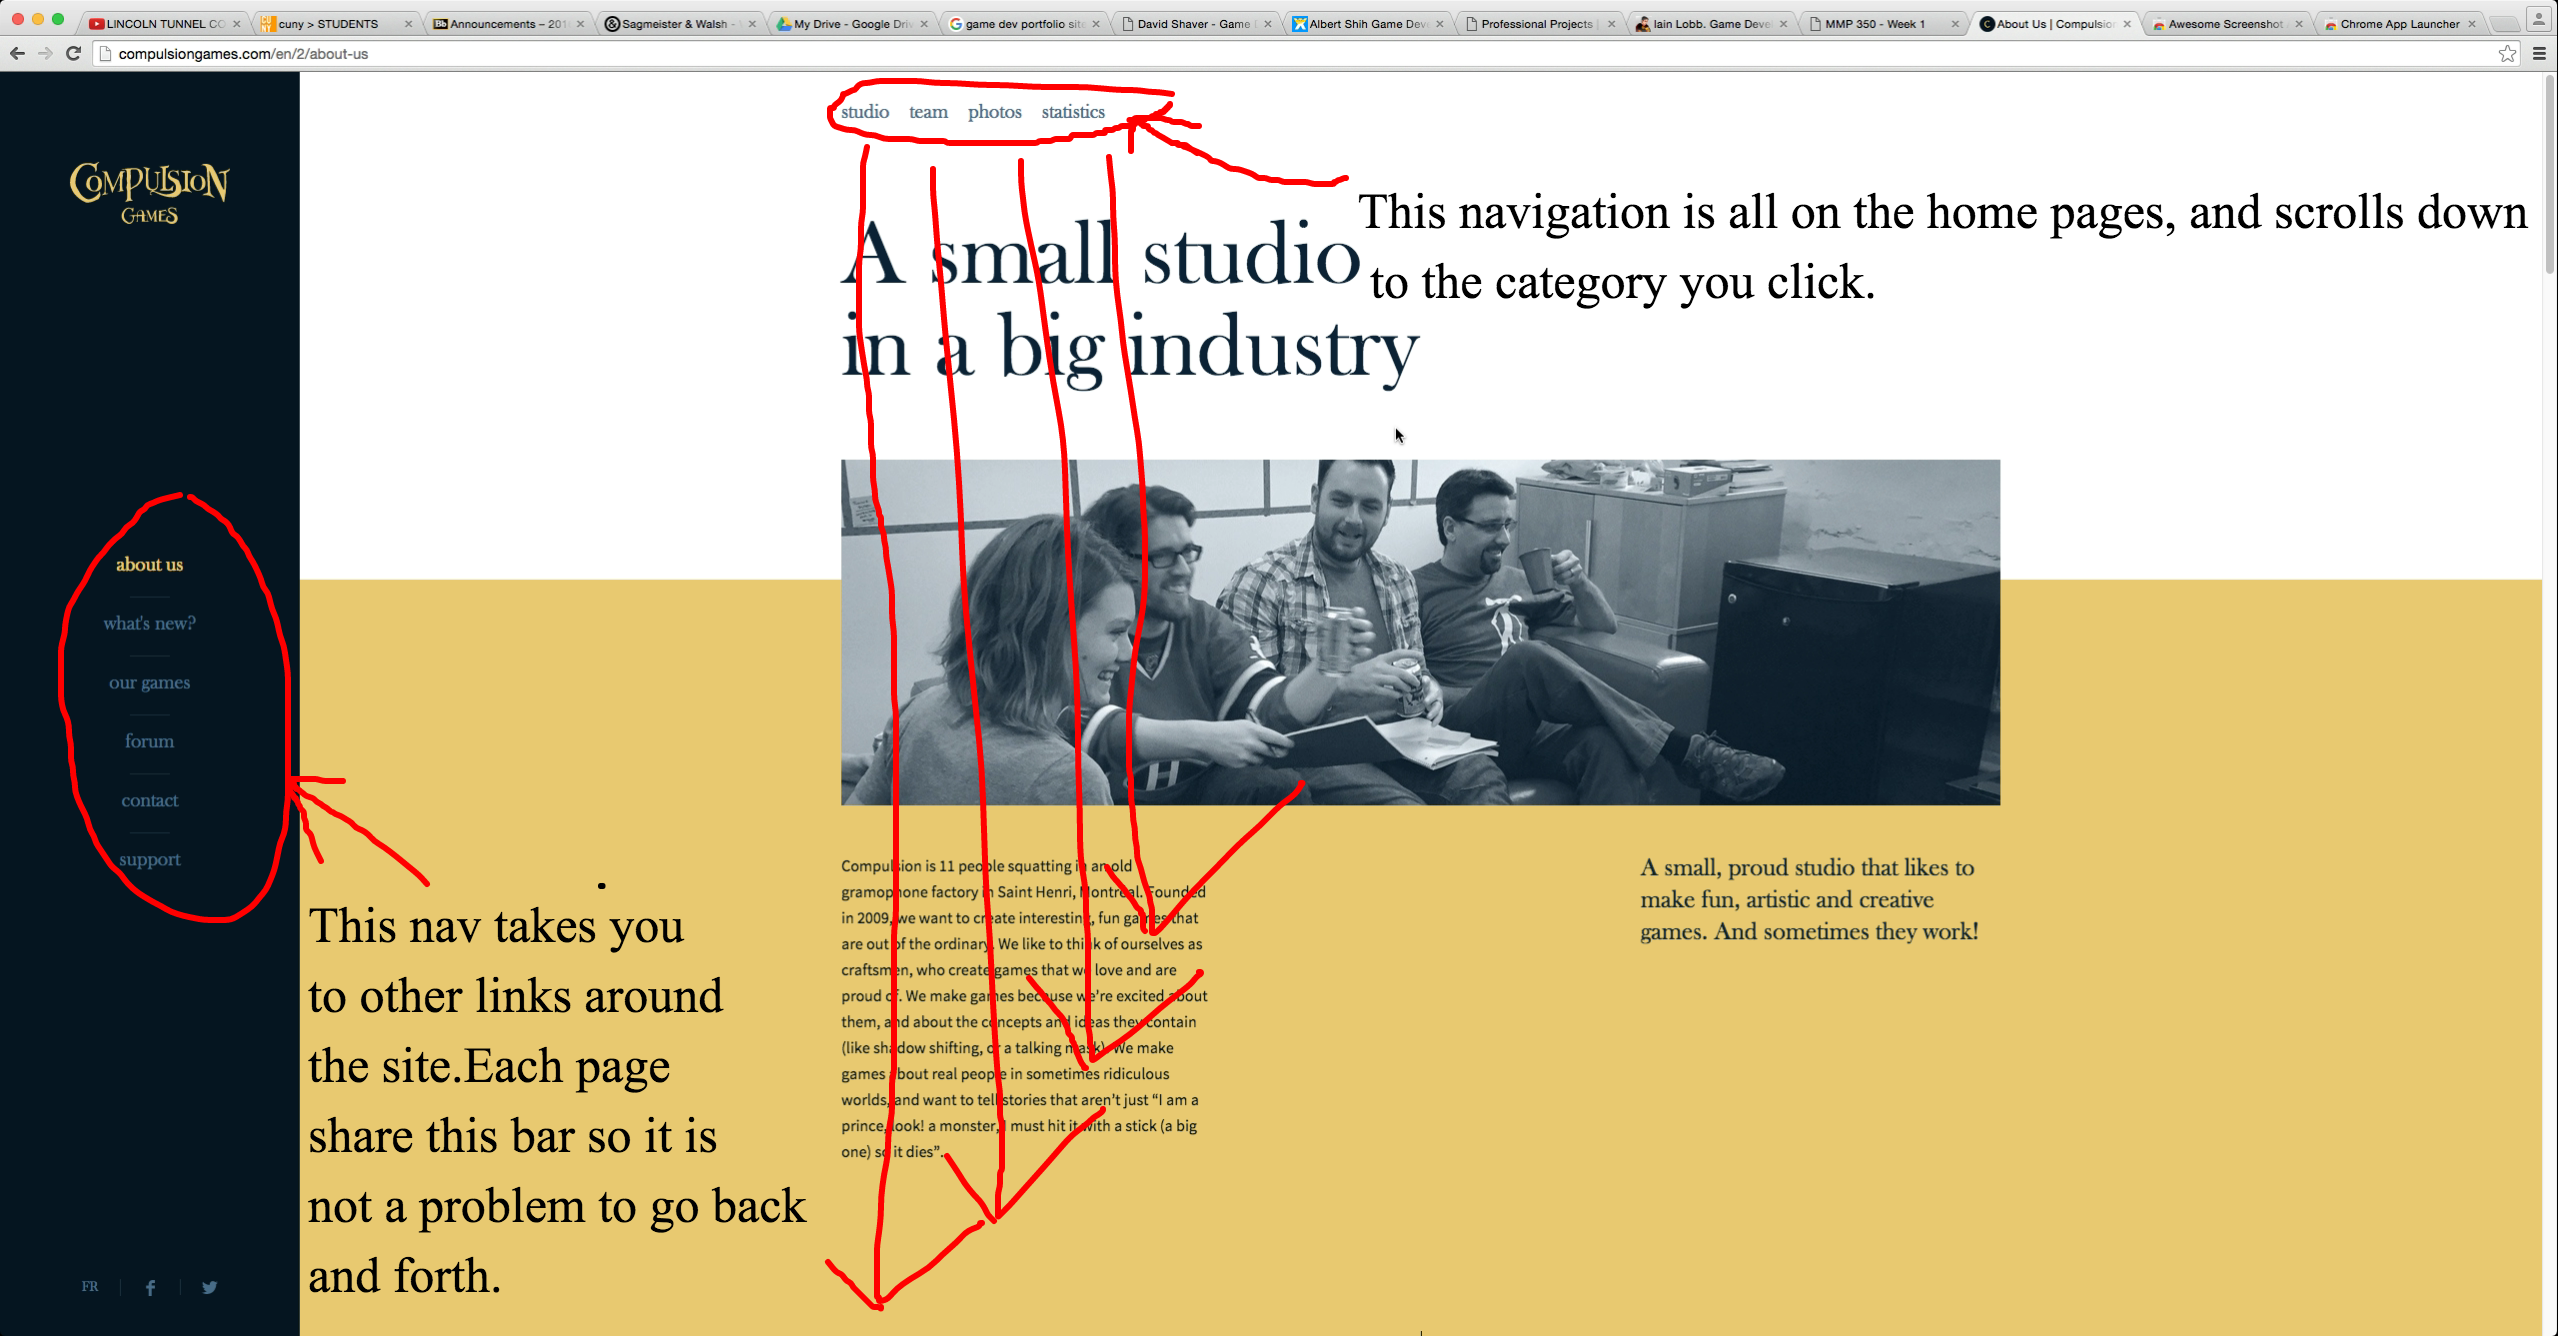 LINCOLN TUNNEL CO
cuny > STUDENTS
Bb Announcements – 201
Sagmeister & Walsh -
My Drive - Google Driv
game dev portfolio site
David Shaver - Game
Albert Shih Game Dev
Professional Projects |
Iain Lobb. Game Deve
MMP 350 - Week 1
About Us | Compulsion
Awesome Screenshot
Chrome App Launcher
compulsiongames.com/en/2/about-us
COMPULSION
GAMES
about us
what's new?
our games
forum
contact
support
FR
studio team photos statistics
This navigation is all on the home pages, and scrolls down
to the category you click.
A small studio
in a big industry
This nav takes you
to other links around
the site.Each page
share this bar so it is
not a problem to go back
and forth.
Compulsion is 11 people squatting in an old
gramophone factory in Saint Henri, Montreal. Founded
in 2009, we want to create interesting, fun games that
are out of the ordinary. We like to think of ourselves as
craftsmen, who create games that we love and are
proud of. We make games because we're excited about
them, and about the concepts and ideas they contain
(like shadow shifting, or a talking mask). We make
games about real people in sometimes ridiculous
worlds, and want to tell stories that aren't just “I am a
prince, look! a monster, I must hit it with a stick (a big
one) so it dies”.
A small, proud studio that likes to
make fun, artistic and creative
games. And sometimes they work!